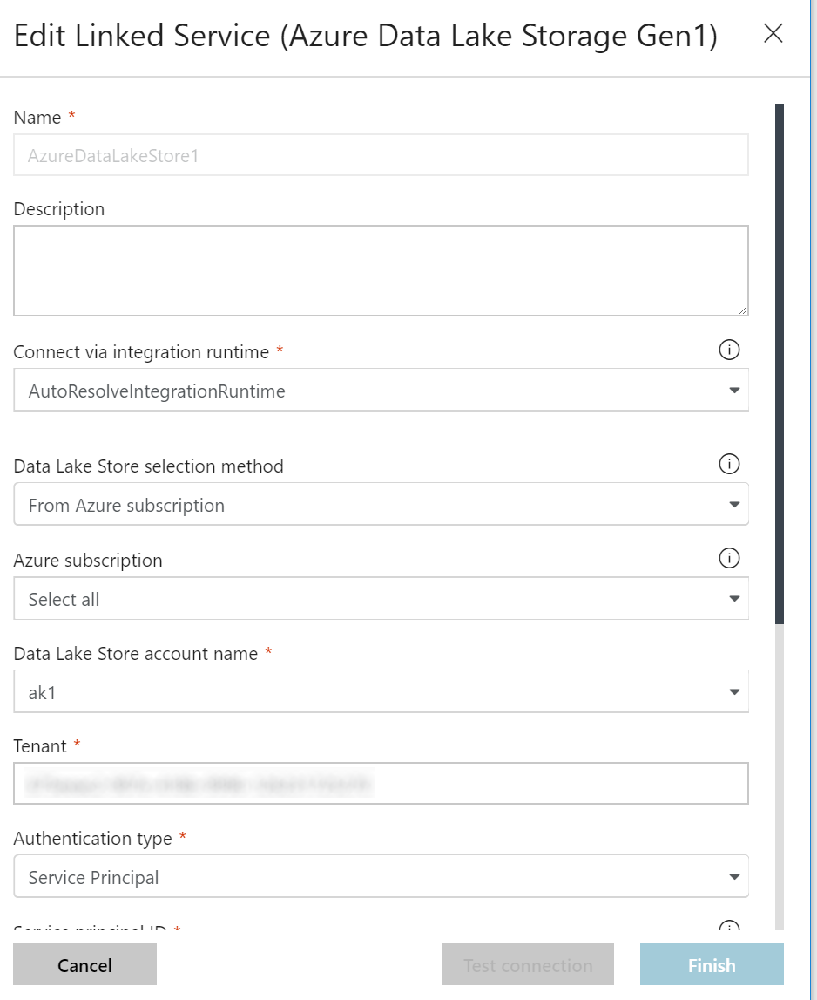 Edit Linked Service (Azure Data Lake Storage Gen1)
Name *
AzureDataLakeStore1
Description
Connect via integration runtime *
AutoResolveIntegrationRuntime
Data Lake Store selection method
From Azure subscription
Azure subscription
Select all
Data Lake Store account name *
ak1
Tenant *
Authentication type *
Service Principal
Service principal ID *
Cancel Test connection Finish